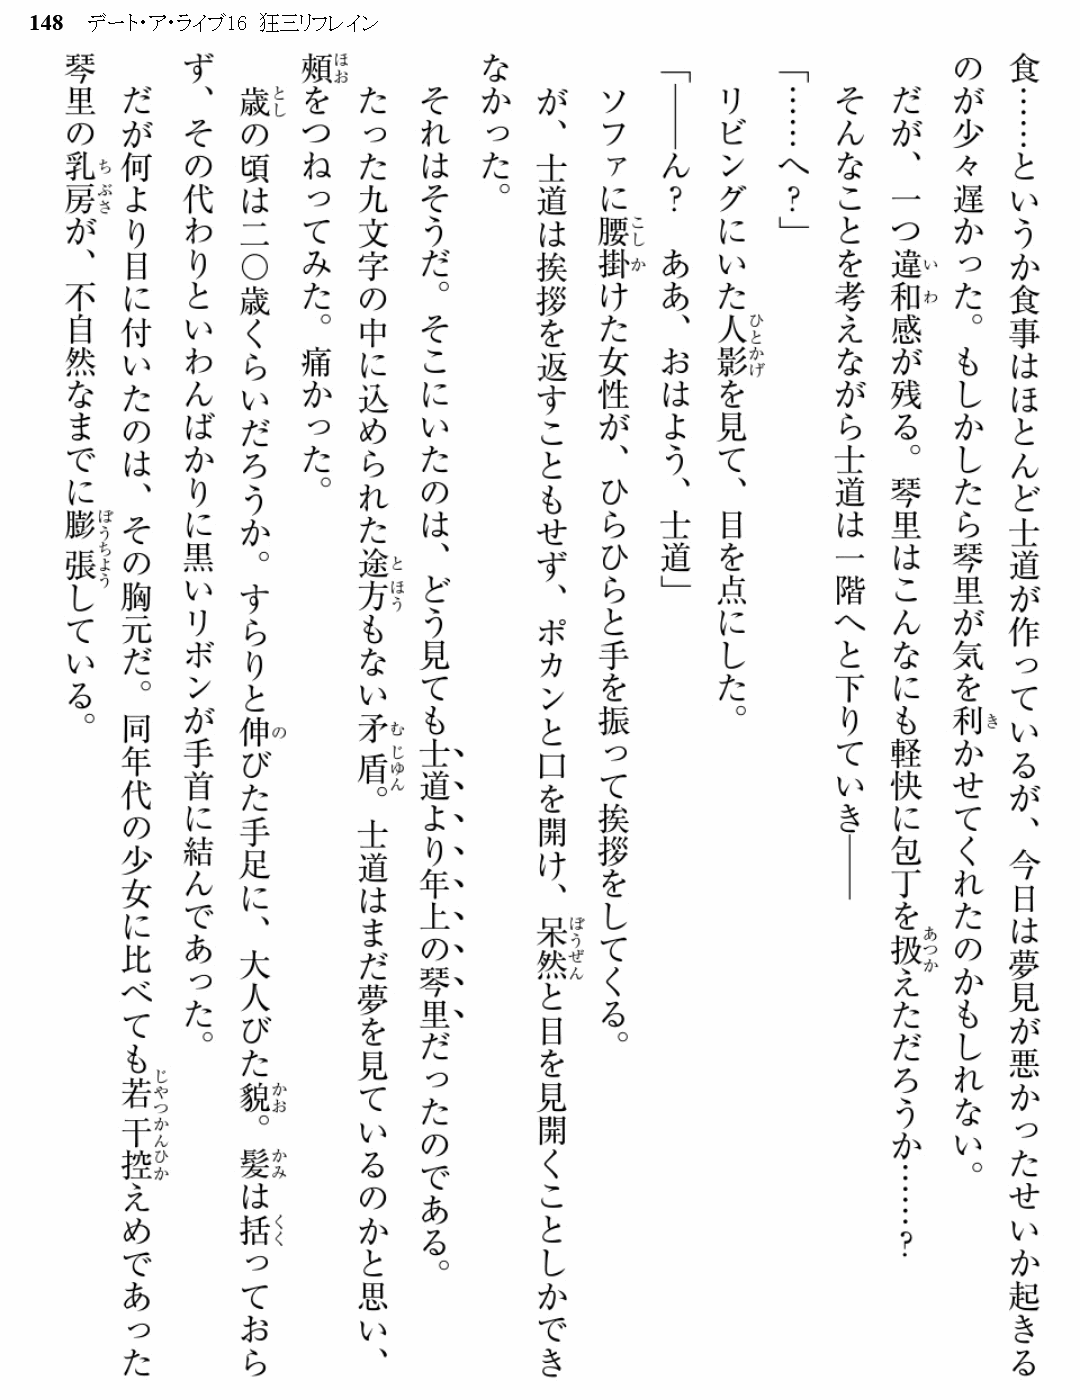 148 デート・ア・ライブ16 狂三リフレイン
食……というか食事はほとんど士道が作っているが、今日は夢見が悪かったせいか起きる
のが少々遅かった。もしかしたら琴里が気を利かせてくれたのかもしれない。
だが、一つ違和感が残る。琴里はこんなにも軽快に包丁を扱えただろうか……？
そんなことを考えながら士道は一階へと下りていき――
「……へ？」
リビングにいた人影を見て、目を点にした。
「――ん？　ああ、おはよう、士道」
ソファに腰掛けた女性が、ひらひらと手を振って挨拶をしてくる。
が、士道は挨拶を返すこともせず、ポカンと口を開け、呆然と目を見開くことしかでき
なかった。
それはそうだ。そこにいたのは、どう見ても士道より年上の琴里だったのである。
たった九文字の中に込められた途方もない矛盾。士道はまだ夢を見ているのかと思い、
頰をつねってみた。痛かった。
歳の頃は二〇歳くらいだろうか。すらりと伸びた手足に、大人びた貌。髪は括っておら
ず、その代わりといわんばかりに黒いリボンが手首に結んであった。
だが何より目に付いたのは、その胸元だ。同年代の少女に比べても若干控えめであった
琴里の乳房が、不自然なまでに膨張している。